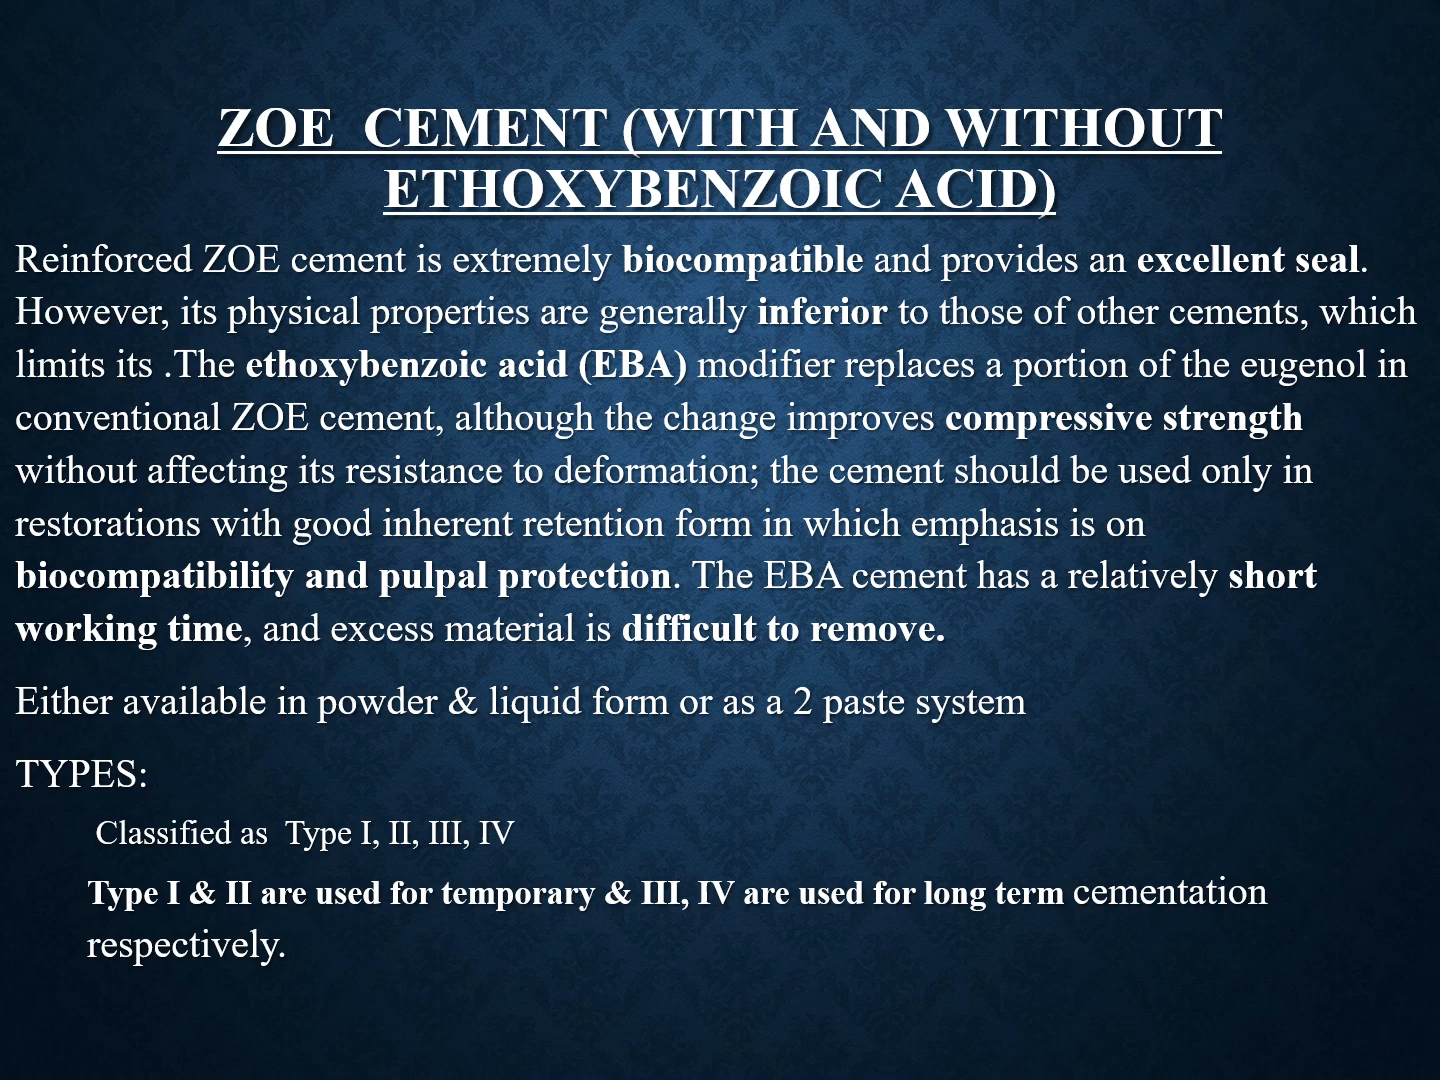 ZOE  CEMENT (WITH AND WITHOUT
ETHOXYBENZOIC ACID)
Reinforced ZOE cement is extremely biocompatible and provides an excellent seal.
However, its physical properties are generally inferior to those of other cements, which
limits its .The ethoxybenzoic acid (EBA) modifier replaces a portion of the eugenol in
conventional ZOE cement, although the change improves compressive strength
without affecting its resistance to deformation; the cement should be used only in
restorations with good inherent retention form in which emphasis is on
biocompatibility and pulpal protection. The EBA cement has a relatively short
working time, and excess material is difficult to remove.
Either available in powder & liquid form or as a 2 paste system
TYPES:
Classified as  Type I, II, III, IV
Type I & II are used for temporary & III, IV are used for long term cementation
respectively.